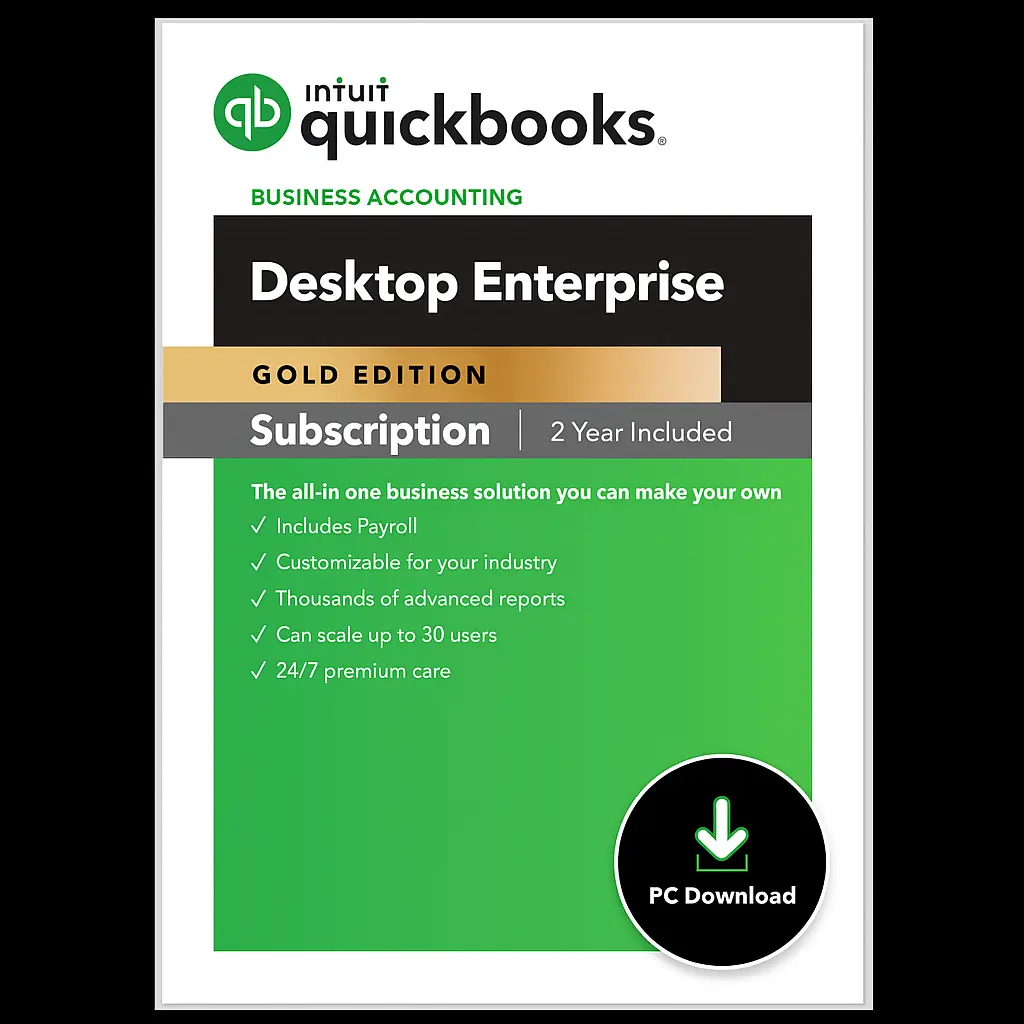 qb
intuit
quickbooks®
BUSINESS ACCOUNTING
Desktop Enterprise
GOLD EDITION
Subscription | 2 Year Included
The all-in one business solution you can make your own
✓ Includes Payroll
✓ Customizable for your industry
✓ Thousands of advanced reports
✓ Can scale up to 30 users
✓ 24/7 premium care
PC Download